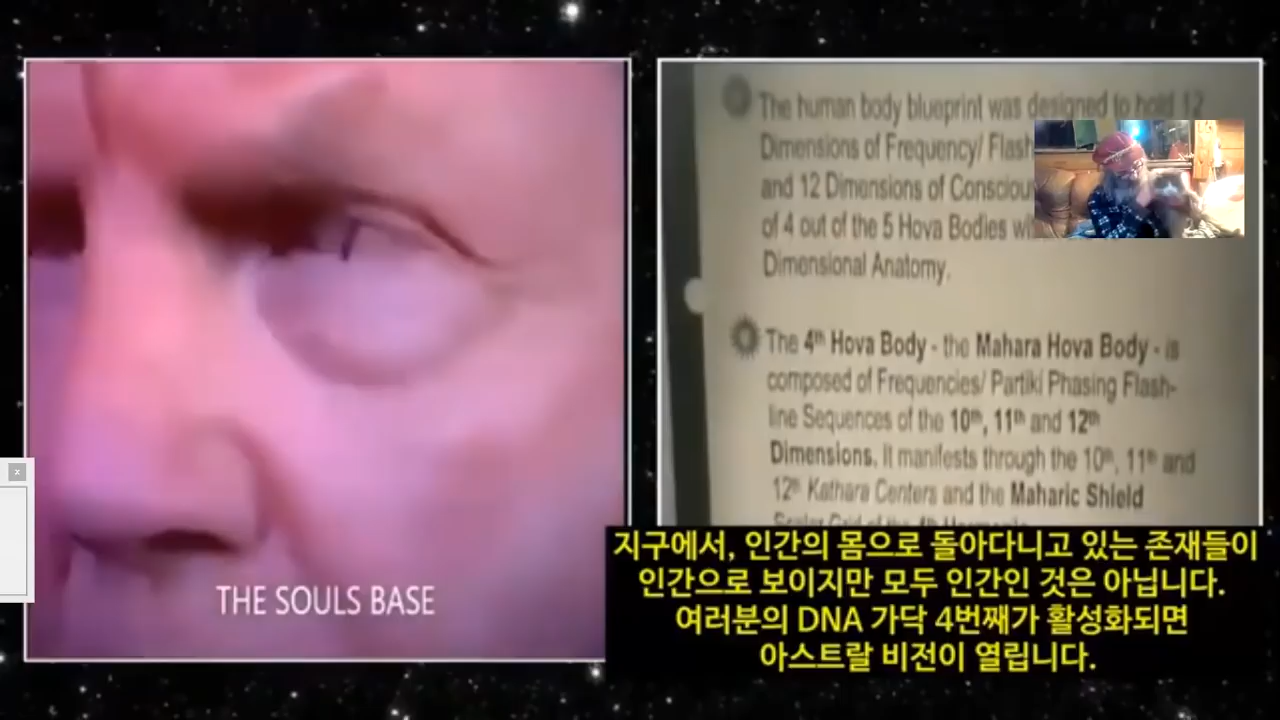 THE SOULS BASE
The human body blueprint was designed to hold 12
Dimensions of Frequency/ Flash
and 12 Dimensions of
of 4 out of the 5 Hova Bodies
Dimensional Anatomy.
The 4th Hova Body - the Mahara Hova Body - is
composed of Frequencies/ Partiki Phasing Flash-
line Sequences of the 10th, 11th and 12th
Dimensions. It manifests through the 10th, 11th and
12th Kathara Centers and the Maharic Shield
지구에서, 인간의 몸으로 돌아다니고 있는 존재들이
인간으로 보이지만 모두 인간인 것은 아닙니다.
여러분의 DNA 가닥 4번째가 활성화되면
아스트랄 비전이 열립니다.
x